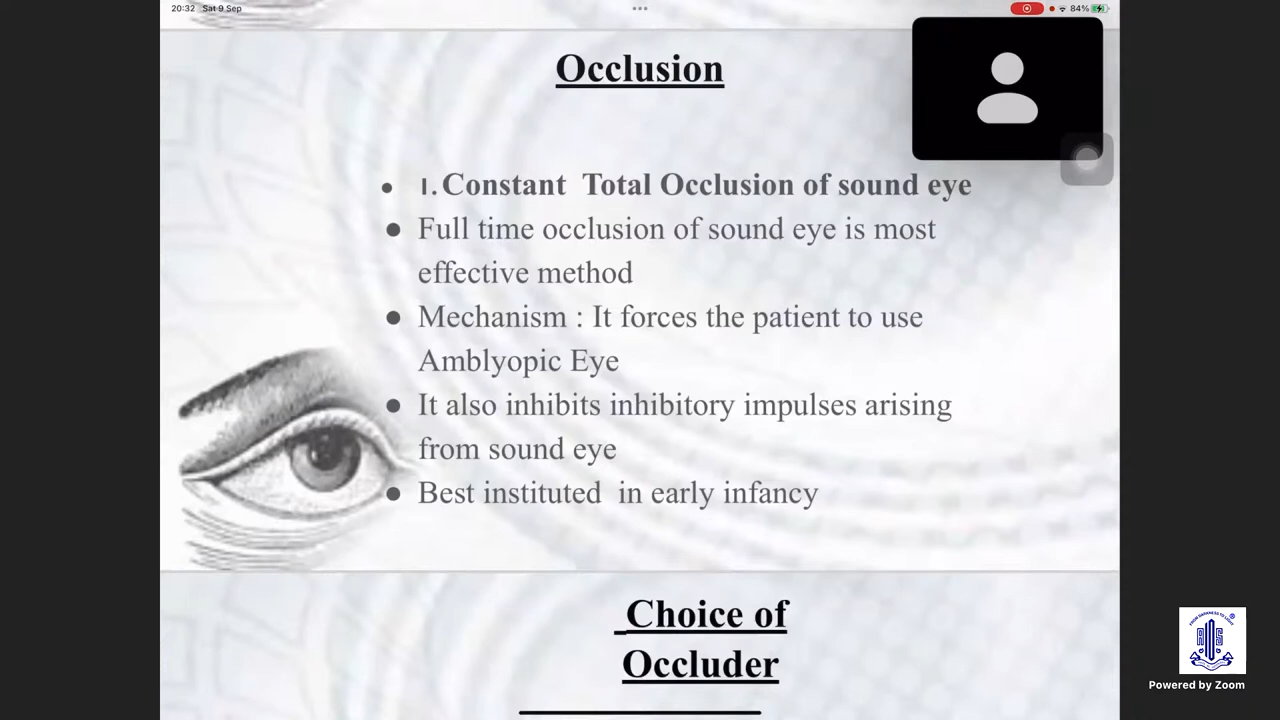 20:32 Sat 9 Sep
84%
Occlusion
1. Constant Total Occlusion of sound eye
Full time occlusion of sound eye is most
effective method
Mechanism : It forces the patient to use
Amblyopic Eye
It also inhibits inhibitory impulses arising
from sound eye
Best instituted in early infancy
Choice of
Occluder
Powered by Zoom